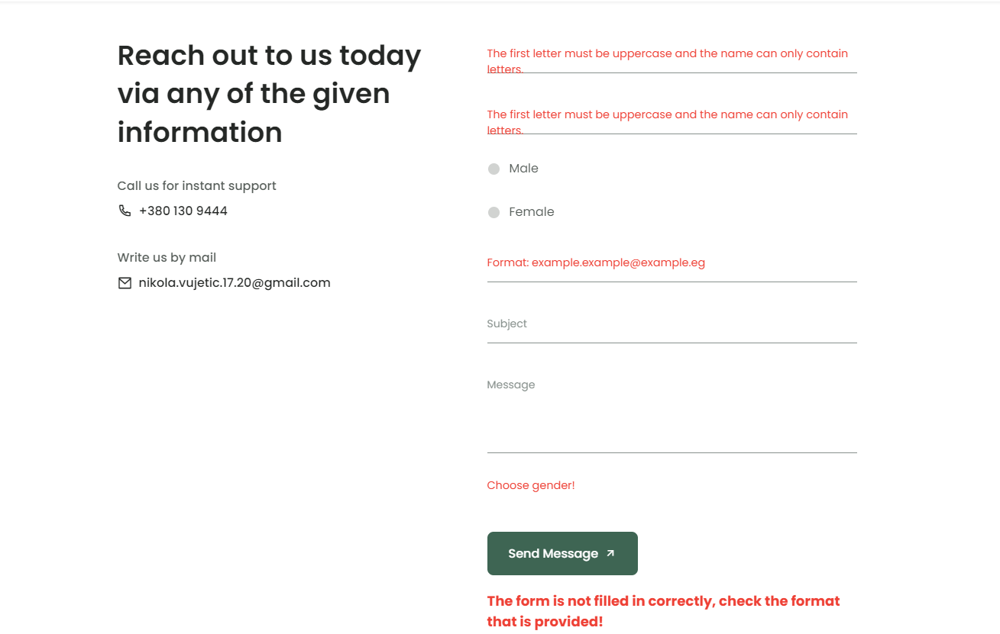 Reach out to us today
via any of the given
information
Call us for instant support
+380 130 9444
Write us by mail
nikola.vujetic.17.20@gmail.com
The first letter must be uppercase and the name can only contain
letters.
The first letter must be uppercase and the name can only contain
letters.
Male
Female
Format: example.example@example.eg
Subject
Message
Choose gender!
Send Message
The form is not filled in correctly, check the format
that is provided!